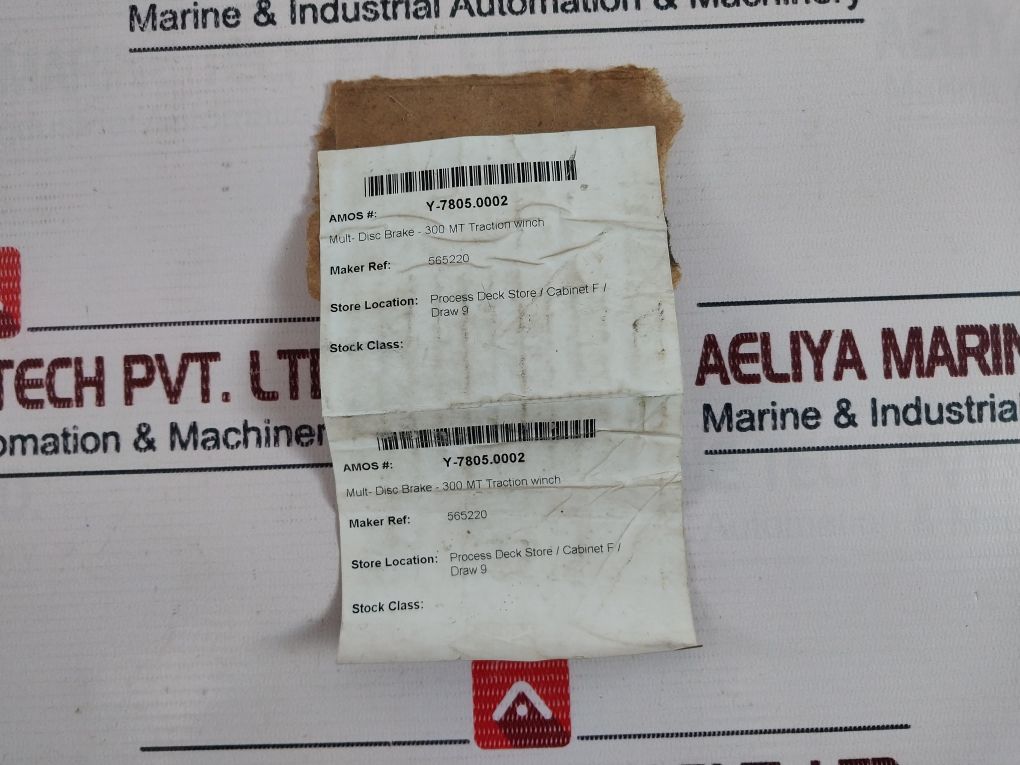 Marine & Industrial Automation & Machinery
AMOS #: Y-7805.0002
Mult- Disc Brake - 300 MT Traction winch
Maker Ref: 565220
Store Location: Process Deck Store / Cabinet F /
Draw 9
Stock Class:
TECH PVT. LT
omation & Machiner
AELIYA MARIN
Marine & Industrial
AMOS #: Y-7805.0002
Mult- Disc Brake - 300 MT Traction winch
Maker Ref: 565220
Store Location: Process Deck Store / Cabinet F /
Draw 9
Stock Class: